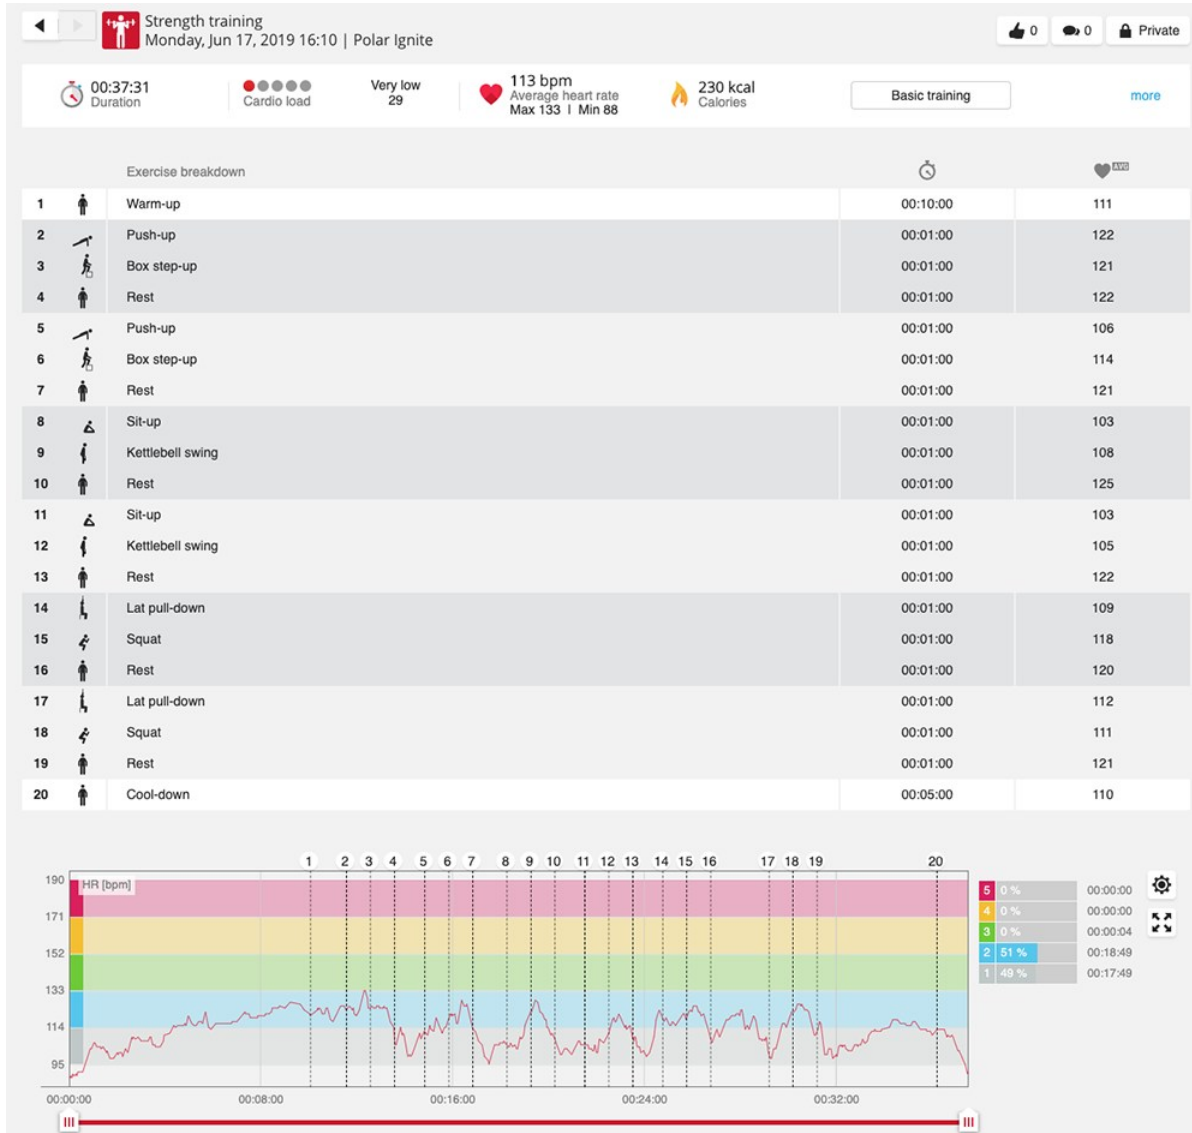 Strength training
Monday, Jun 17, 2019 16:10 | Polar Ignite
0
0
Private
00:37:31
Duration
Cardio load
Very low
29
113 bpm
Average heart rate
Max 133 | Min 88
230 kcal
Calories
Basic training
more
Exercise breakdown
AVG
1 Warm-up 00:10:00 111
2 Push-up 00:01:00 122
3 Box step-up 00:01:00 121
4 Rest 00:01:00 122
5 Push-up 00:01:00 106
6 Box step-up 00:01:00 114
7 Rest 00:01:00 121
8 Sit-up 00:01:00 103
9 Kettlebell swing 00:01:00 108
10 Rest 00:01:00 125
11 Sit-up 00:01:00 103
12 Kettlebell swing 00:01:00 105
13 Rest 00:01:00 122
14 Lat pull-down 00:01:00 109
15 Squat 00:01:00 118
16 Rest 00:01:00 120
17 Lat pull-down 00:01:00 112
18 Squat 00:01:00 111
19 Rest 00:01:00 121
20 Cool-down 00:05:00 110
1 2 3 4 5 6 7 8 9 10 11 12 13 14 15 16 17 18 19 20
HR [bpm]
190
171
152
133
114
95
00:00:00 00:08:00 00:16:00 00:24:00 00:32:00
5 0 % 00:00:00
4 0 % 00:00:00
3 0 % 00:00:04
2 51 % 00:18:49
1 49 % 00:17:49